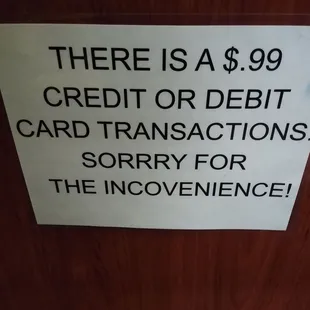 THERE IS A $.99
CREDIT OR DEBIT
CARD TRANSACTIONS.
SORRRY FOR
THE INCOVENIENCE!